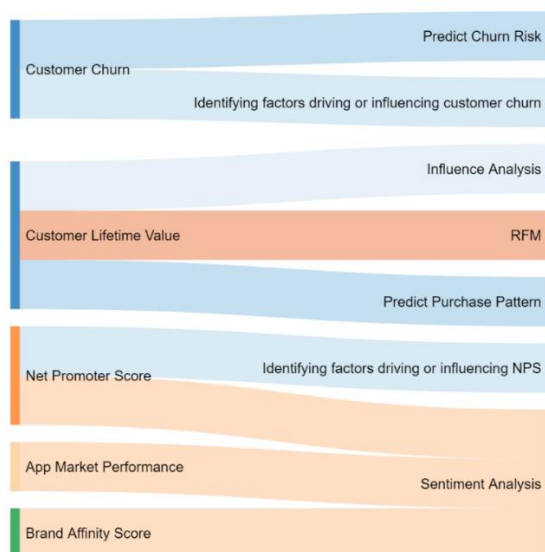 Predict Churn Risk
Customer Churn
Identifying factors driving or influencing customer churn
Influence Analysis
Customer Lifetime Value
RFM
Predict Purchase Pattern
Identifying factors driving or influencing NPS
Net Promoter Score
App Market Performance
Sentiment Analysis
Brand Affinity Score